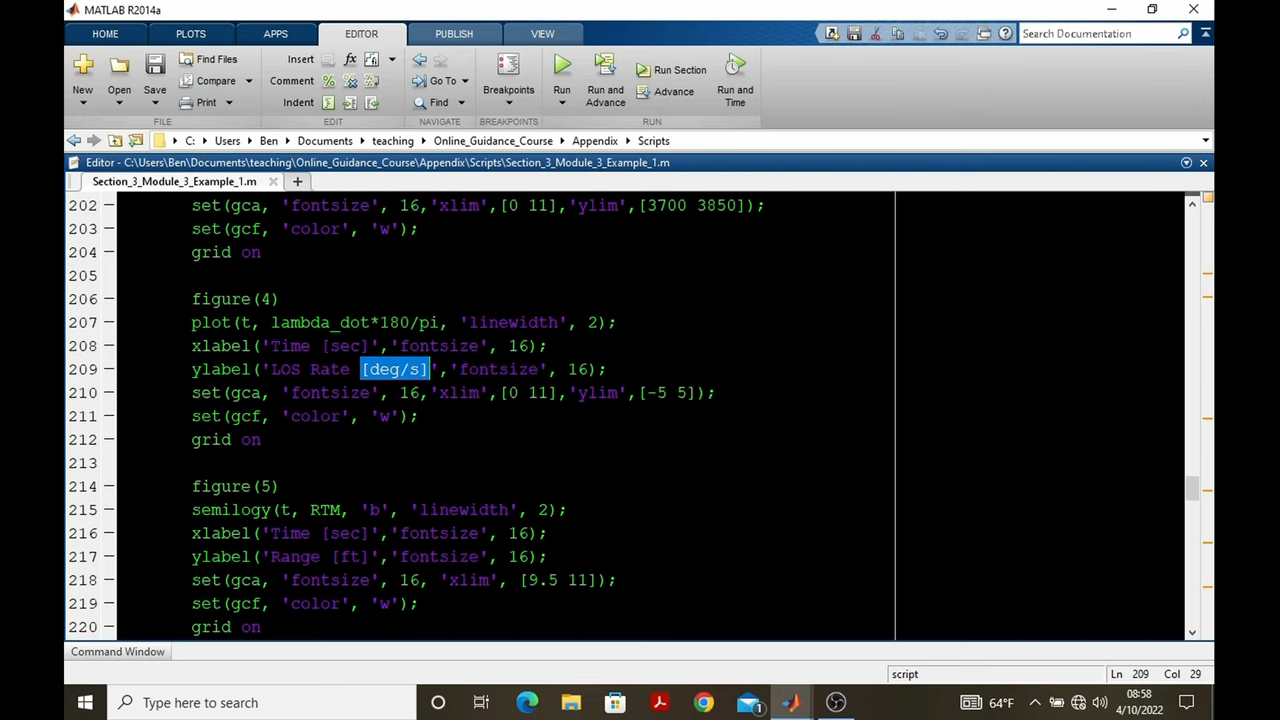 MATLAB R2014a
HOME PLOTS APPS EDITOR PUBLISH VIEW
Search Documentation
New Open Save Find Files Compare Print
Insert Comment Indent
Go To Find
Breakpoints
Run Run and Advance Run Section Advance Run and Time
FILE EDIT NAVIGATE BREAKPOINTS RUN
C: Users Ben Documents teaching Online_Guidance_Course Appendix Scripts
Editor - C:\Users\Ben\Documents\teaching\Online_Guidance_Course\Appendix\Scripts\Section_3_Module_3_Example_1.m
Section_3_Module_3_Example_1.m
202 set(gca, 'fontsize', 16,'xlim',[0 11],'ylim',[3700 3850]);
203 set(gcf, 'color', 'w');
204 grid on
205
206 figure(4)
207 plot(t, lambda_dot*180/pi, 'linewidth', 2);
208 xlabel('Time [sec]','fontsize', 16);
209 ylabel('LOS Rate [deg/s]','fontsize', 16);
210 set(gca, 'fontsize', 16,'xlim',[0 11],'ylim',[-5 5]);
211 set(gcf, 'color', 'w');
212 grid on
213
214 figure(5)
215 semilogy(t, RTM, 'b', 'linewidth', 2);
216 xlabel('Time [sec]','fontsize', 16);
217 ylabel('Range [ft]','fontsize', 16);
218 set(gca, 'fontsize', 16, 'xlim', [9.5 11]);
219 set(gcf, 'color', 'w');
220 grid on
Command Window
script Ln 209 Col 29
Type here to search
1
64°F
08:58
4/10/2022